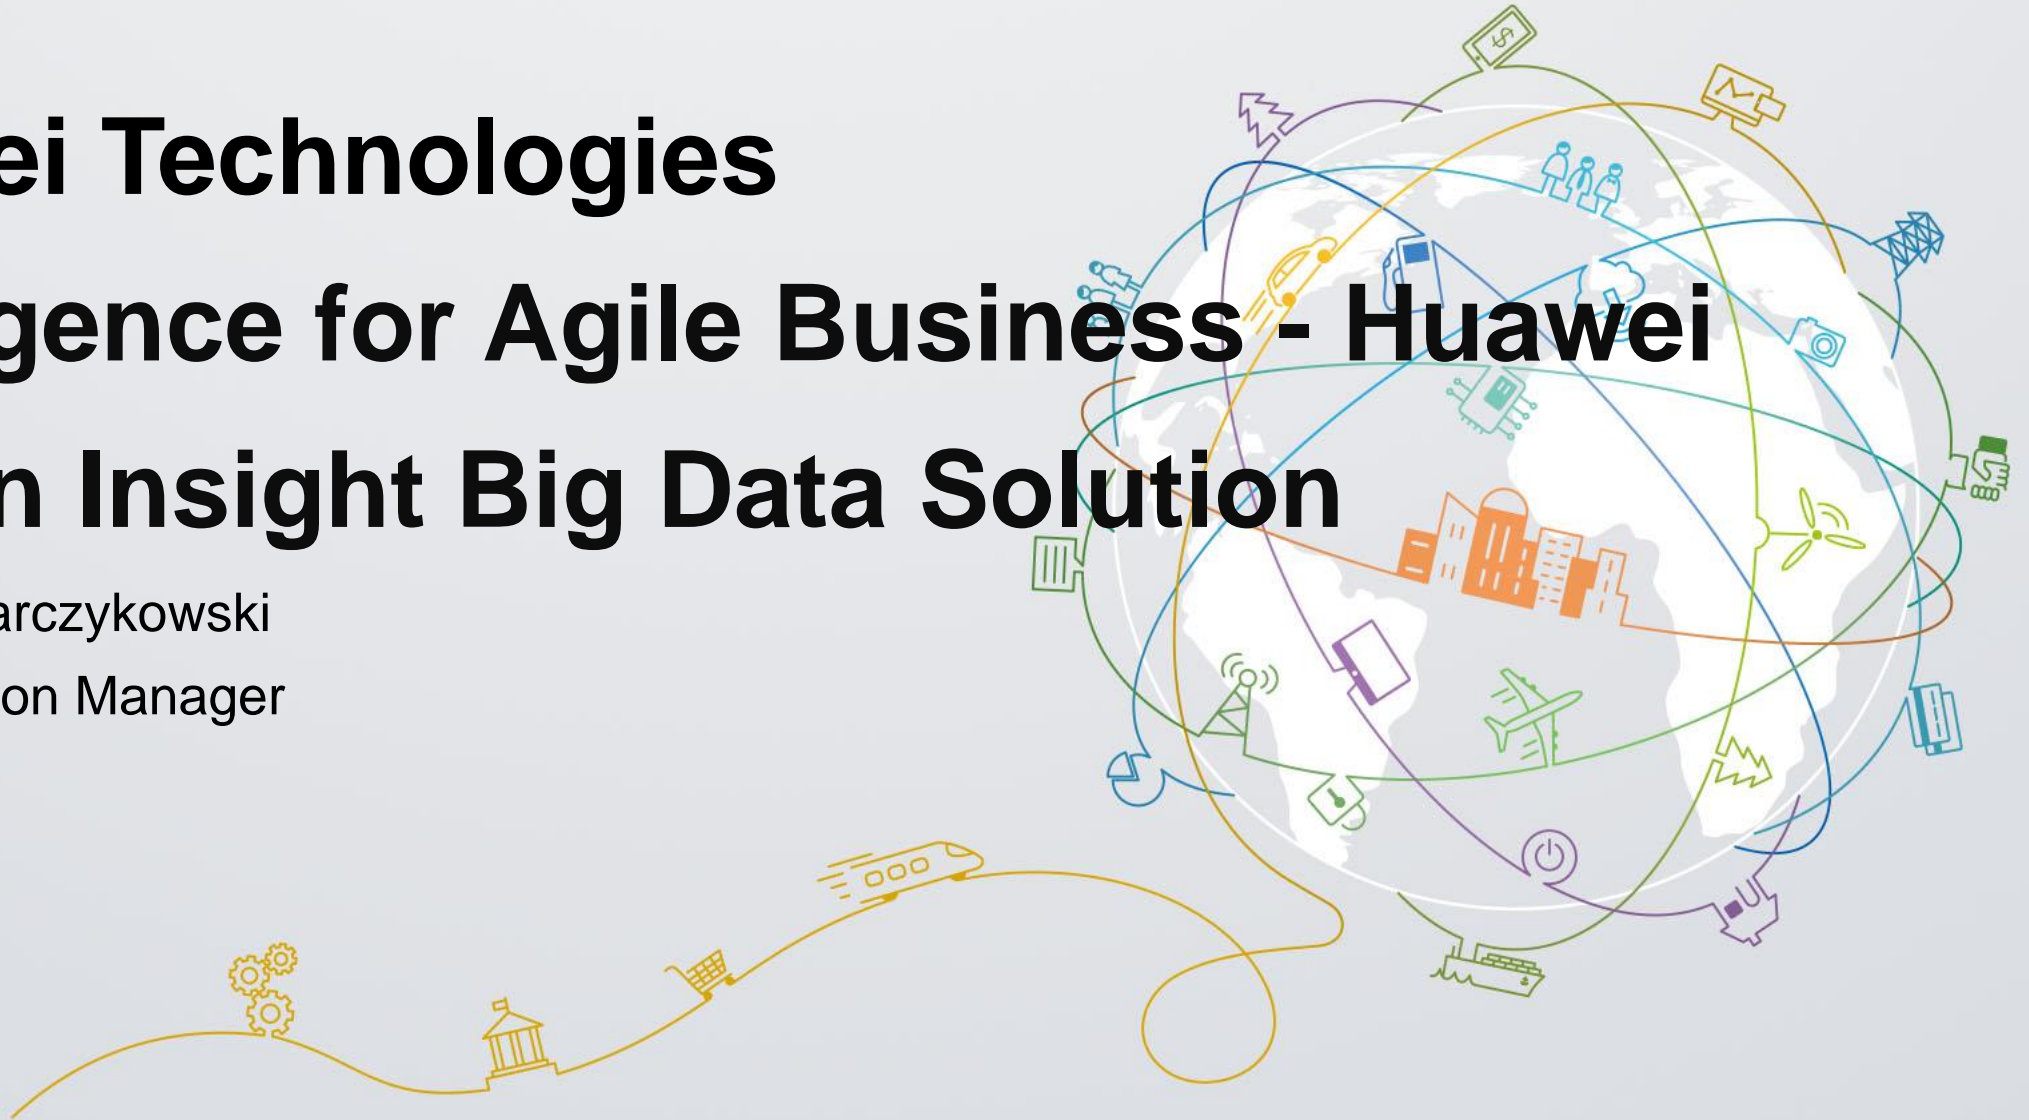 ei Technologies
gence for Agile Business - Huawei
n Insight Big Data Solution
arczykowski
on Manager